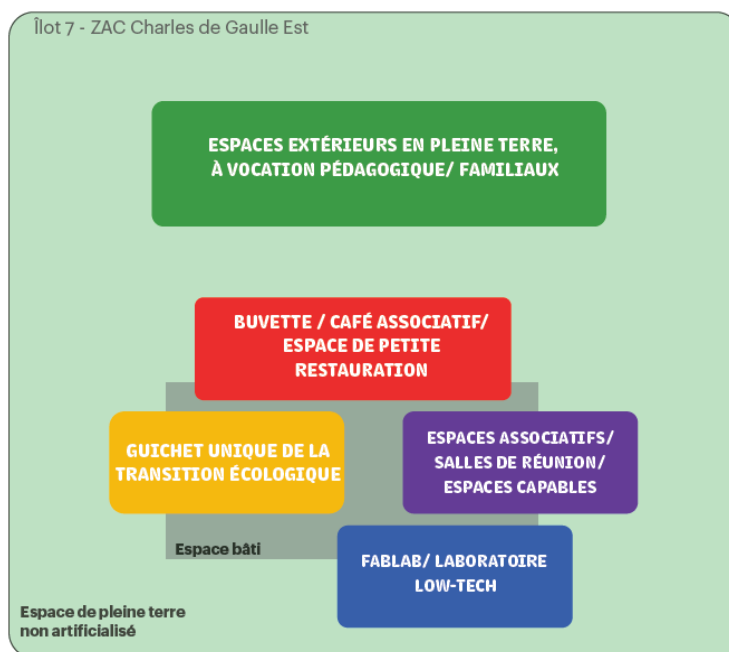 Îlot 7 - ZAC Charles de Gaulle Est
ESPACES EXTÉRIEURS EN PLEINE TERRE,
À VOCATION PÉDAGOGIQUE/ FAMILIAUX
BUVETTE / CAFÉ ASSOCIATIF/
ESPACE DE PETITE
RESTAURATION
GUICHET UNIQUE DE LA
TRANSITION ÉCOLOGIQUE
ESPACES ASSOCIATIFS/
SALLES DE RÉUNION/
ESPACES CAPABLES
Espace bâti
FABLAB/ LABORATOIRE
LOW-TECH
Espace de pleine terre
non artificialisé